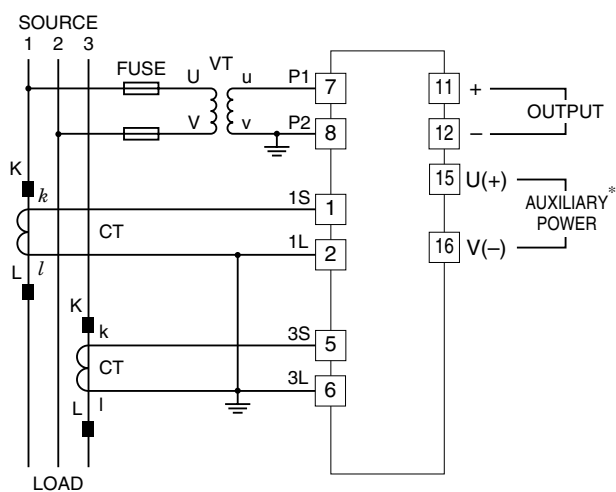 SOURCE
1 2 3
FUSE
VT
U
u
P1
7
11
+
OUTPUT
V
v
P2
8
12
–
K
k
1S
1
15
U(+)
AUXILIARY*
POWER
CT
1L
2
16
V(–)
L
l
K
k
3S
5
CT
3L
6
L
l
LOAD